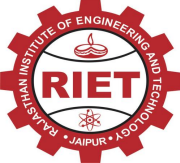 RAJASTHAN INSTITUTE OF ENGINEERING AND TECHNOLOGY
RIET
• JAIPUR •